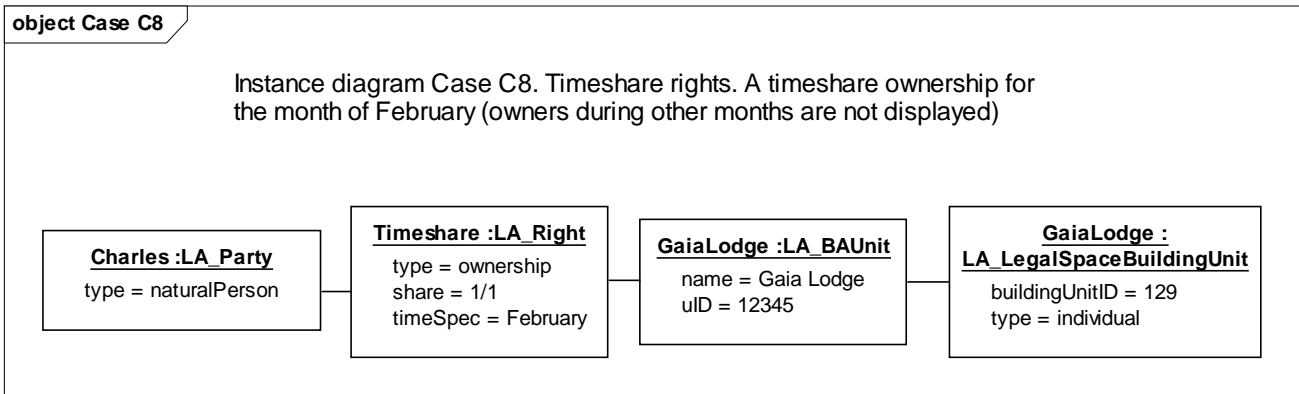 object Case C8
Instance diagram Case C8. Timeshare rights. A timeshare ownership for
the month of February (owners during other months are not displayed)
Charles :LA_Party
type = naturalPerson
Timeshare :LA_Right
type = ownership
share = 1/1
timeSpec = February
GaiaLodge :LA_BAUnit
name = Gaia Lodge
uID = 12345
GaiaLodge :
LA_LegalSpaceBuildingUnit
buildingUnitID = 129
type = individual